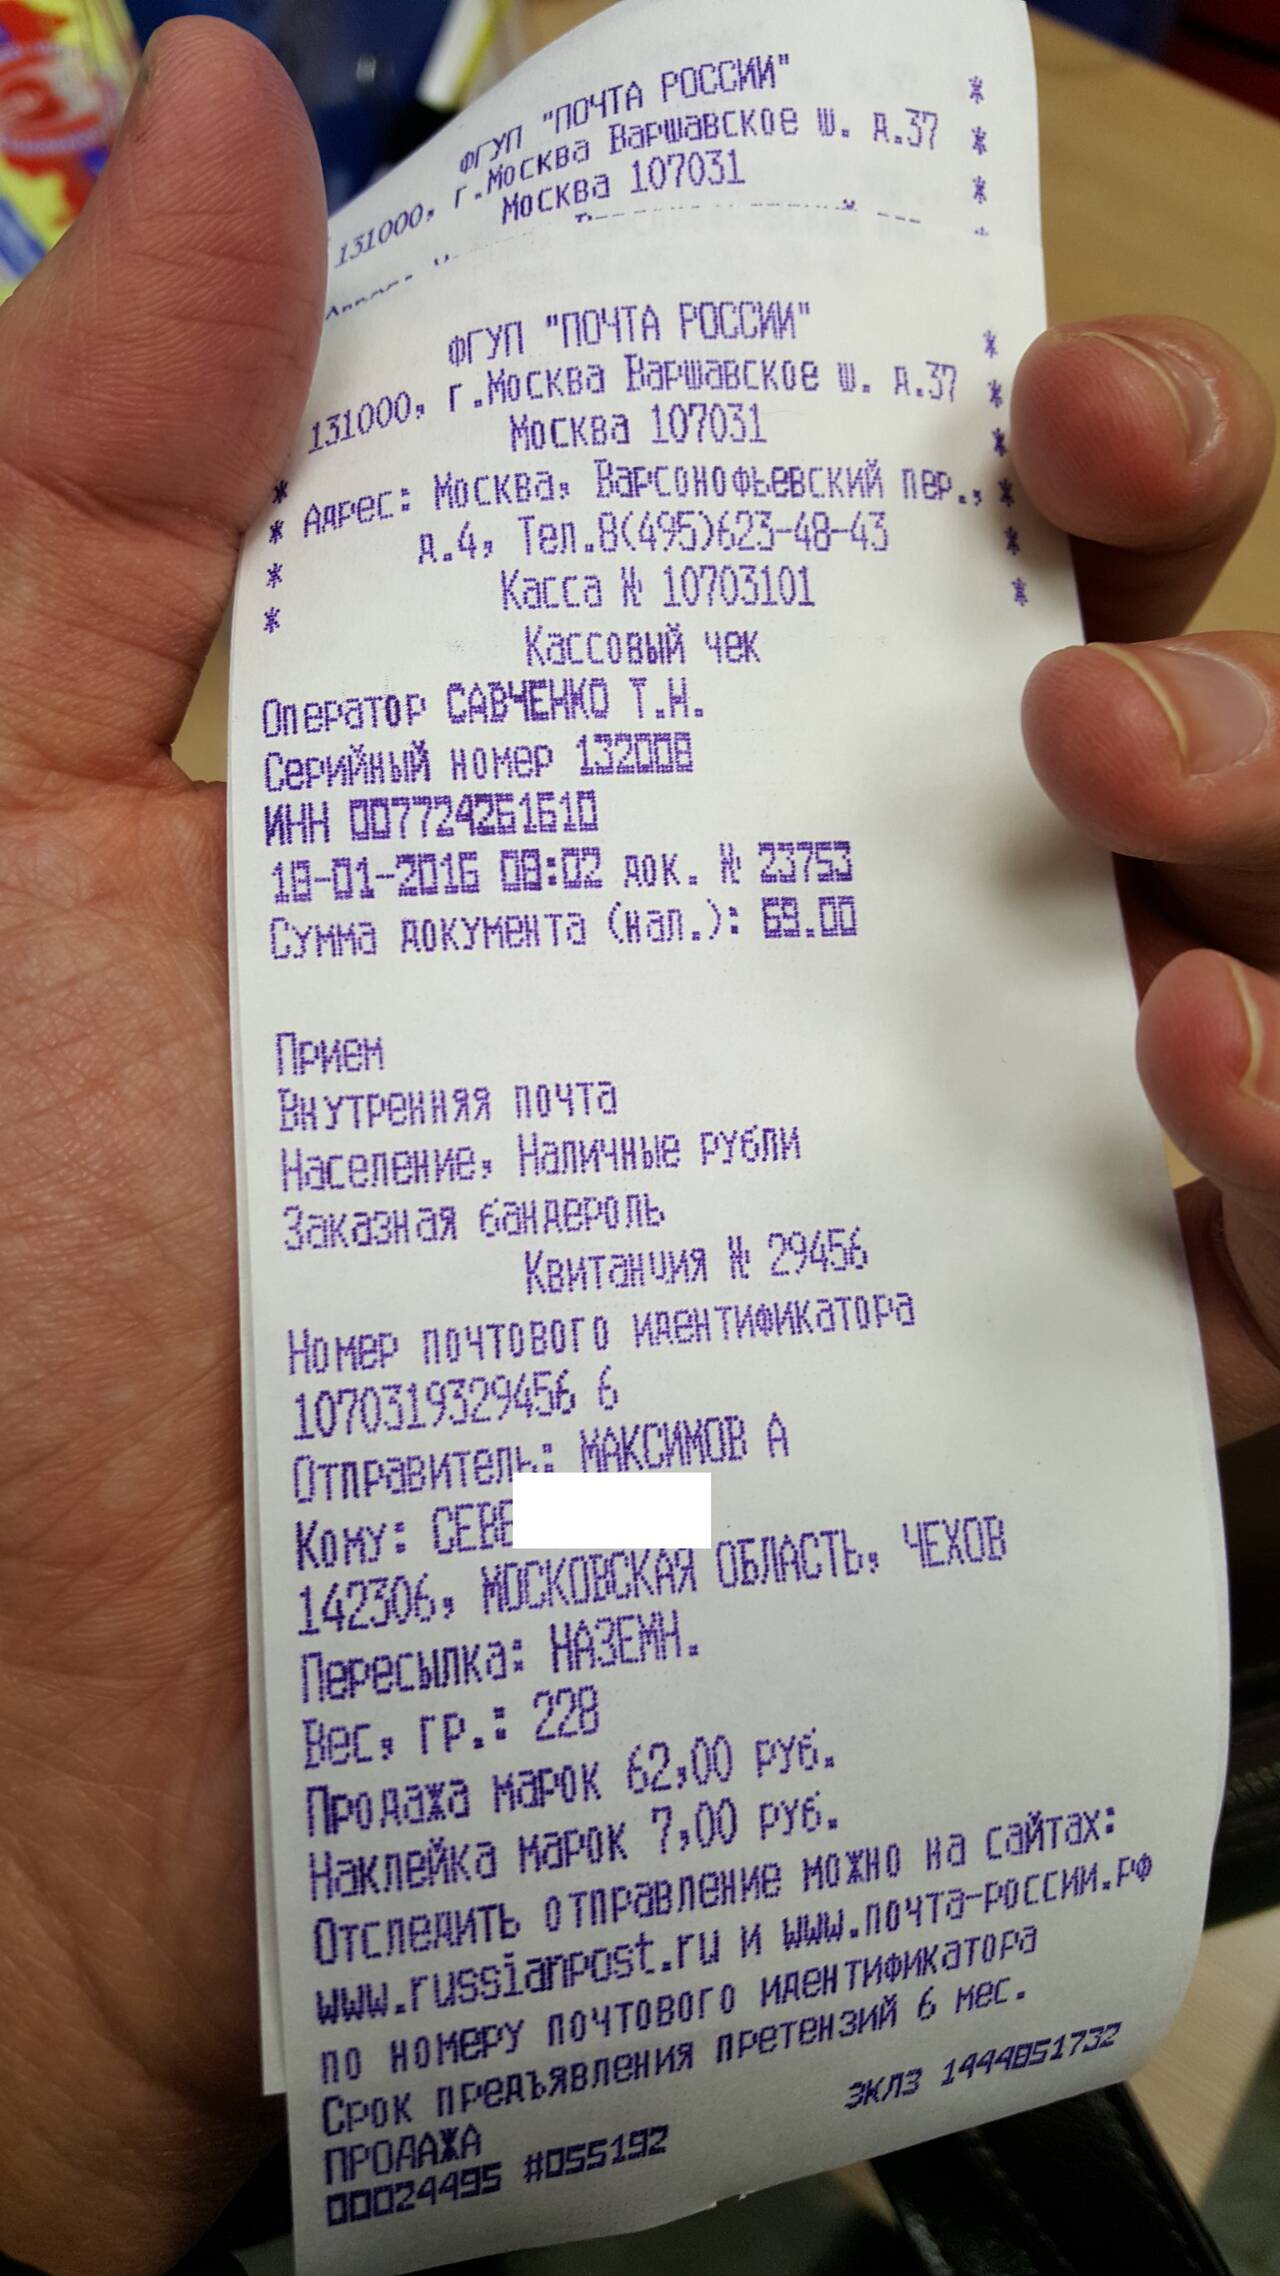 ФГУП "ПОЧТА РОССИИ" *
131000, г.Москва Варшавское ш. д.37 *
Москва 107031 *
ФГУП "ПОЧТА РОССИИ" *
131000, г.Москва Варшавское ш. д.37 *
Москва 107031 *
* Адрес: Москва, Варсонофьевский пер., *
* д.4, Тел.8(495)623-48-43 *
* Касса № 10703101 *
* Кассовый чек
Оператор САВЧЕНКО Т.Н.
Серийный номер 132008
ИНН 007724261610
18-01-2016 08:02 док. № 23753
Сумма документа (нал.): 69.00
Прием
Внутренняя почта
Население, Наличные рубли
Заказная бандероль
Квитанция № 29456
Номер почтового идентификатора
1070319329456 6
Отправитель: МАКСИМОВ А
Кому: СЕВЕ
142306, МОСКОВСКАЯ ОБЛАСТЬ, ЧЕХОВ
Пересылка: НАЗЕМН.
Вес, гр.: 228
Продажа марок 62,00 руб.
Наклейка марок 7,00 руб.
Отследить отправление можно на сайтах:
www.russianpost.ru и www.почта-россии.рф
по номеру почтового идентификатора
Срок предъявления претензий 6 мес.
ПРОДАЖА ЭКЛЗ 1444851732
00024495 #055192